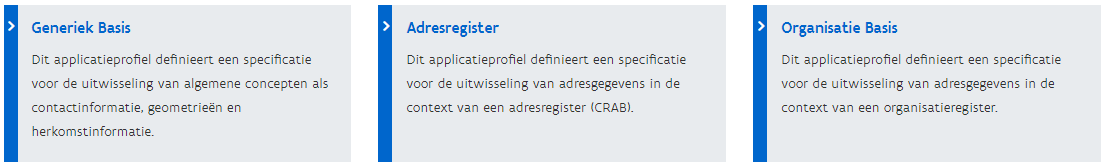 Generiek Basis
Dit applicatieprofiel definieert een specificatie
voor de uitwisseling van algemene concepten als
contactinformatie, geometrieën en
herkomstinformatie.
Adresregister
Dit applicatieprofiel definieert een specificatie
voor de uitwisseling van adresgegevens in de
context van een adresregister (CRAB).
Organisatie Basis
Dit applicatieprofiel definieert een specificatie
voor de uitwisseling van adresgegevens in de
context van een organisatieregister.